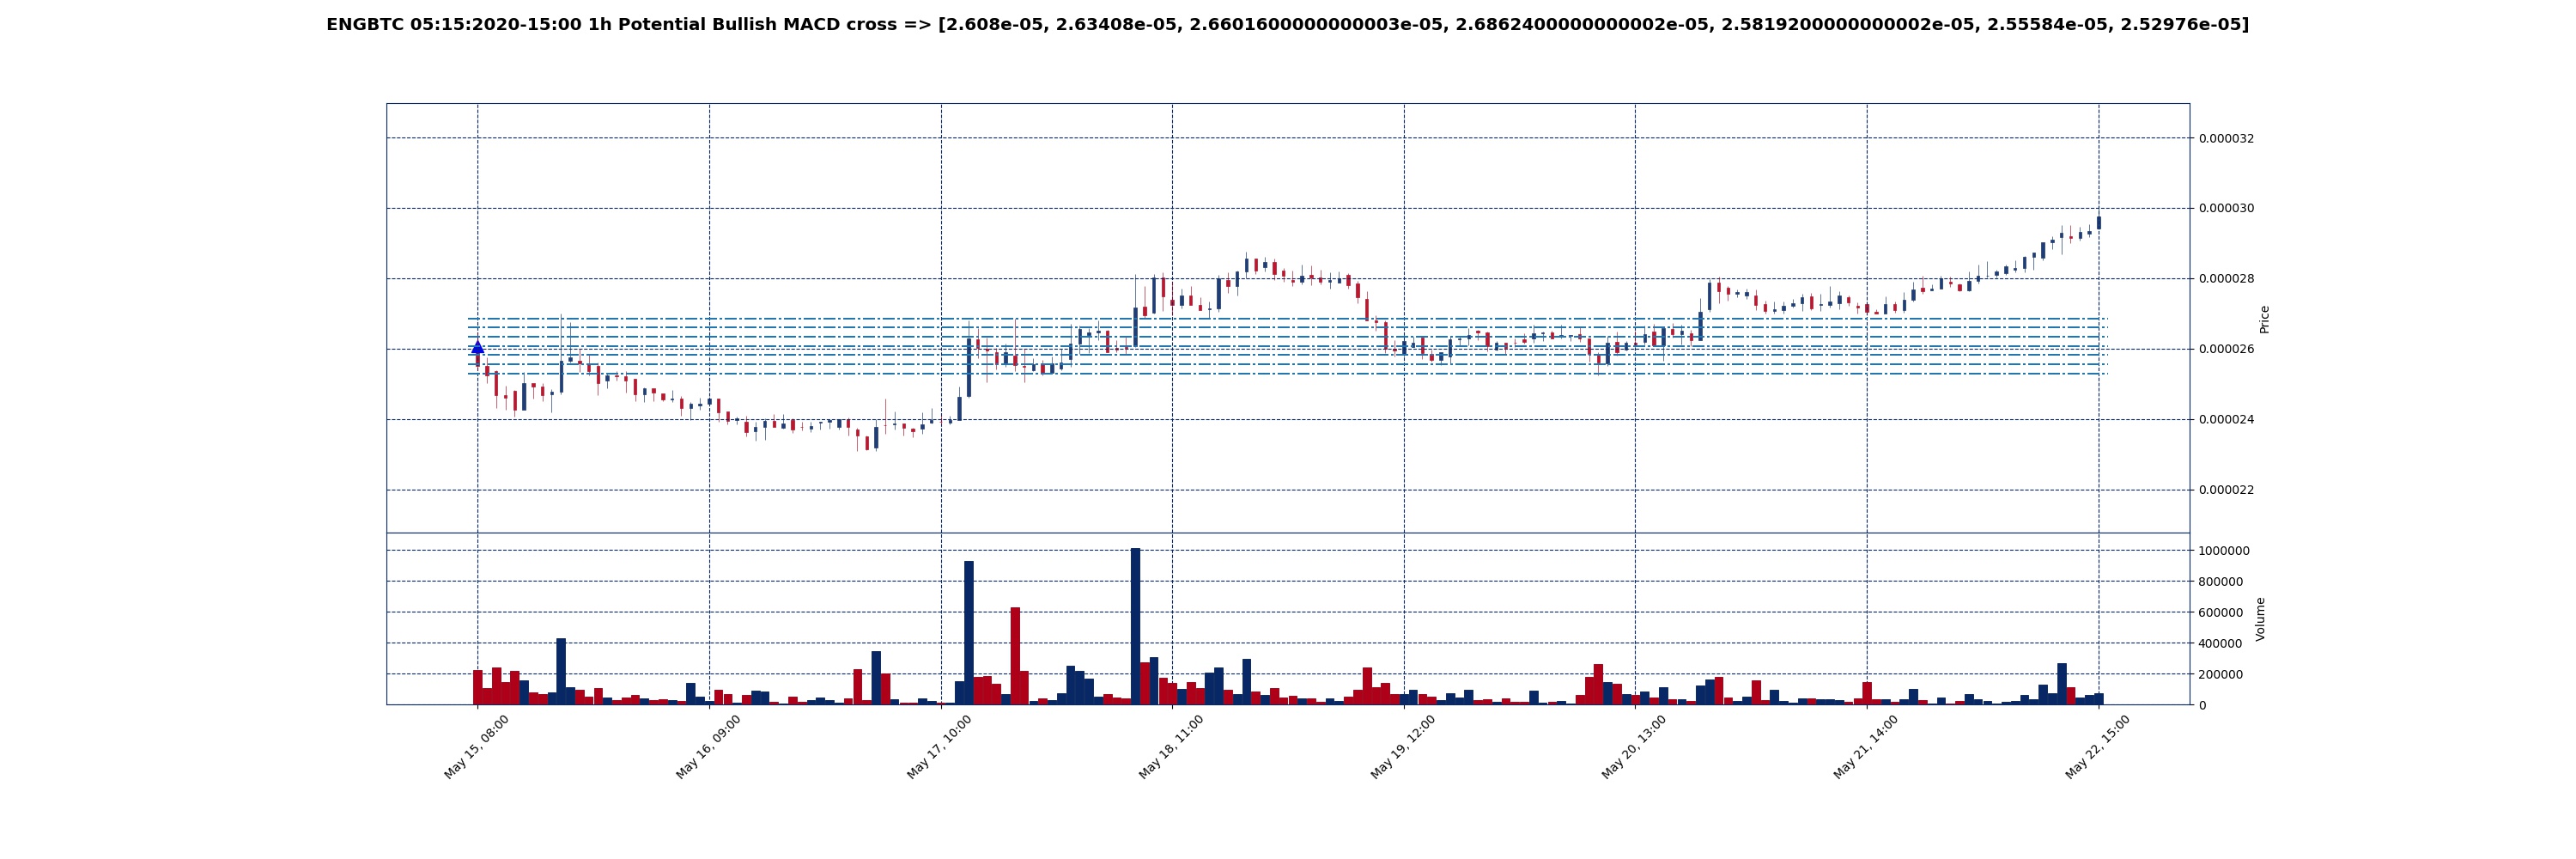 ENGBTC 05:15:2020-15:00 1h Potential Bullish MACD cross => [2.608e-05, 2.63408e-05, 2.6601600000000003e-05, 2.6862400000000002e-05, 2.5819200000000002e-05, 2.55584e-05, 2.52976e-05]
0.000032
0.000030
0.000028
Price
0.000026
0.000024
0.000022
1000000
800000
600000
Volume
400000
200000
0
May 15, 08:00
May 16, 09:00
May 17, 10:00
May 18, 11:00
May 19, 12:00
May 20, 13:00
May 21, 14:00
May 22, 15:00